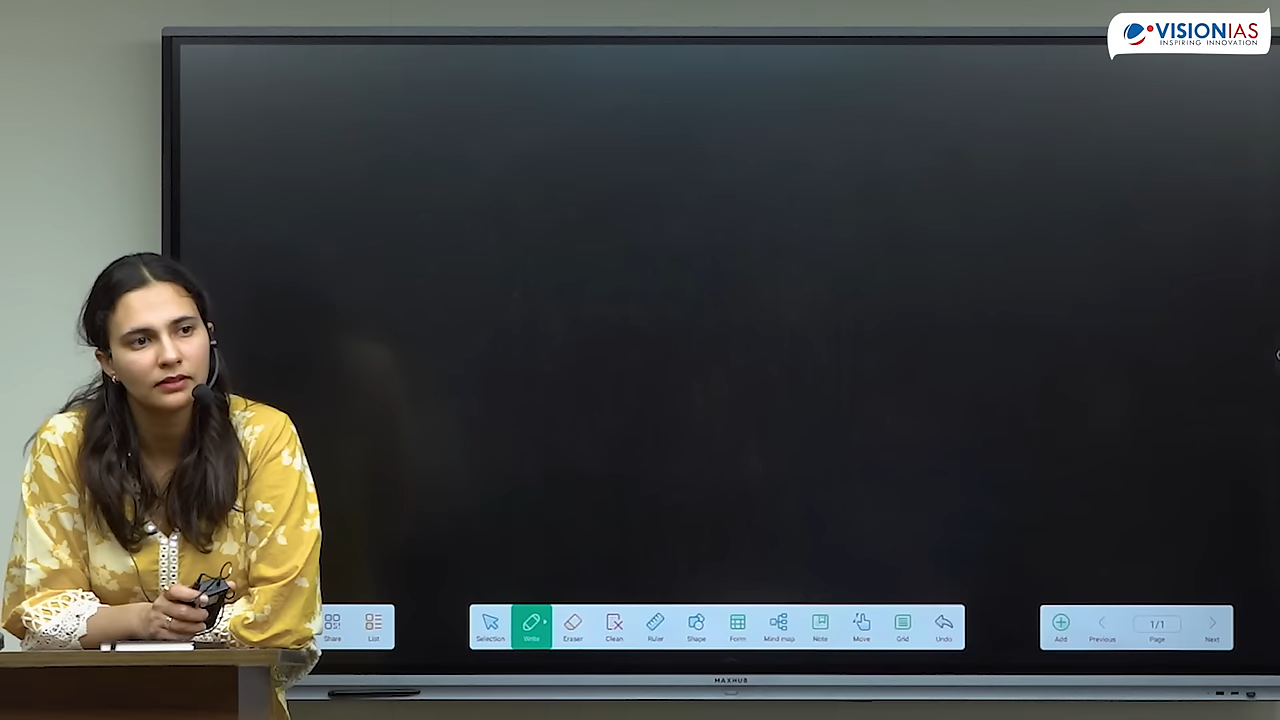 VISIONIAS
INSPIRING INNOVATION
Share
List
Selection
Write
Eraser
Clean
Ruler
Shape
Form
Mind map
Note
Move
Grid
Undo
Add
Previous
1/1
Page
Next
MAXHUB